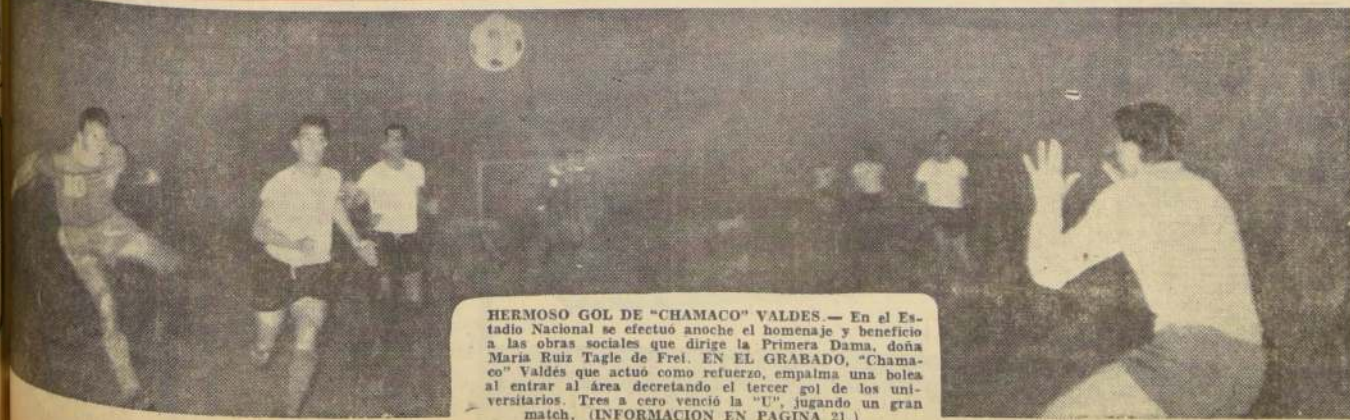 HERMOSO GOL DE "CHAMACO" VALDES.— En el Es-
tadio Nacional se efectuó anoche el homenaje y beneficio
a las obras sociales que dirige la Primera Dama, doña
María Ruiz Tagle de Frei. EN EL GRABADO, "Chama-
co" Valdés que actuó como refuerzo, empalma una bolea
al entrar al área decretando el tercer gol de los uni-
versitarios. Tres a cero venció la "U", jugando un gran
match. (INFORMACION EN PAGINA 21.)
10